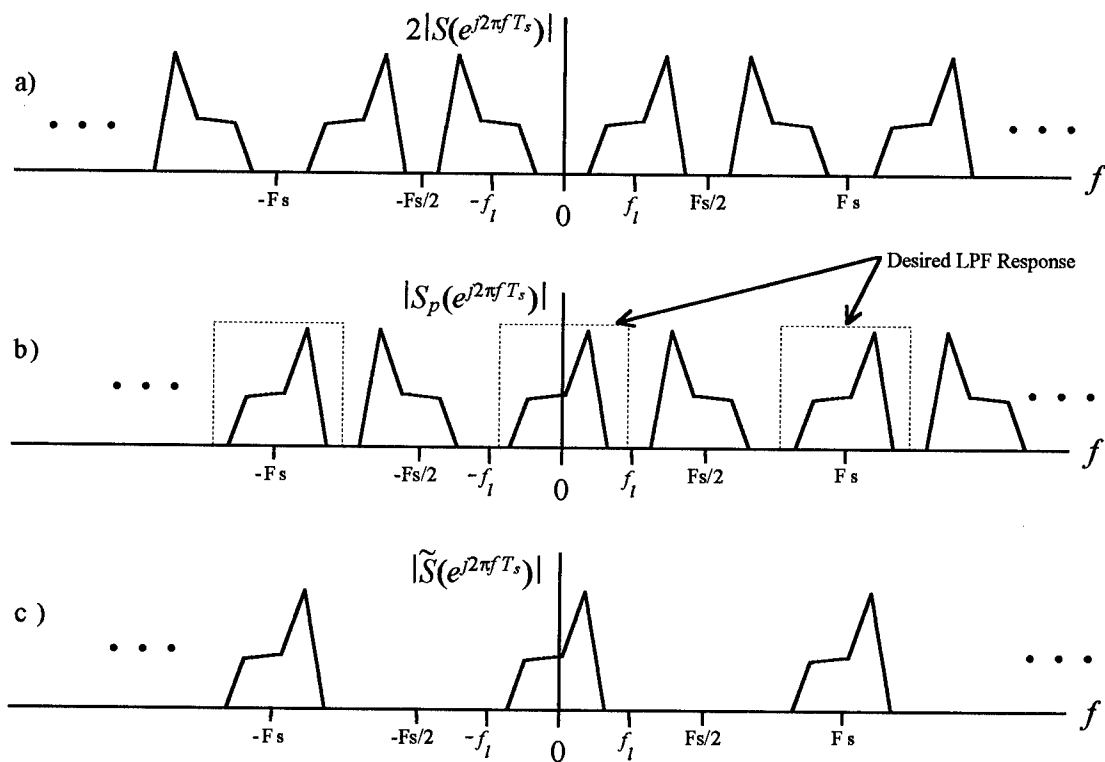 2|S(e^{j2πfT_s})|
a)
-Fs -Fs/2 -f_l 0 f_l Fs/2 Fs f
Desired LPF Response
|S_p(e^{j2πfT_s})|
b)
-Fs -Fs/2 -f_l 0 f_l Fs/2 Fs f
|S̃(e^{j2πfT_s})|
c)
-Fs -Fs/2 -f_l 0 f_l Fs/2 Fs f